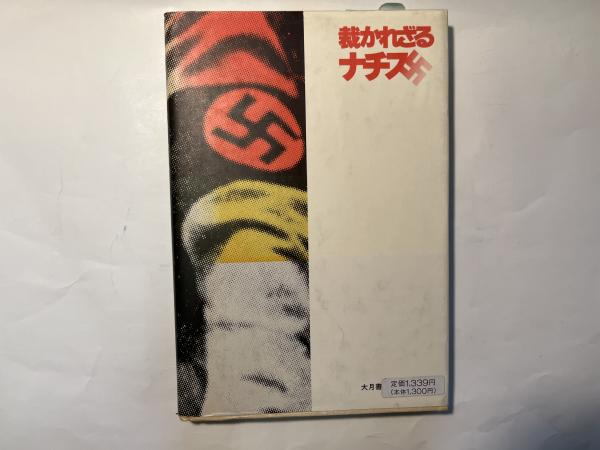 裁かれざる
ナチス
大月書
定価1,339円
(本体1,300円)